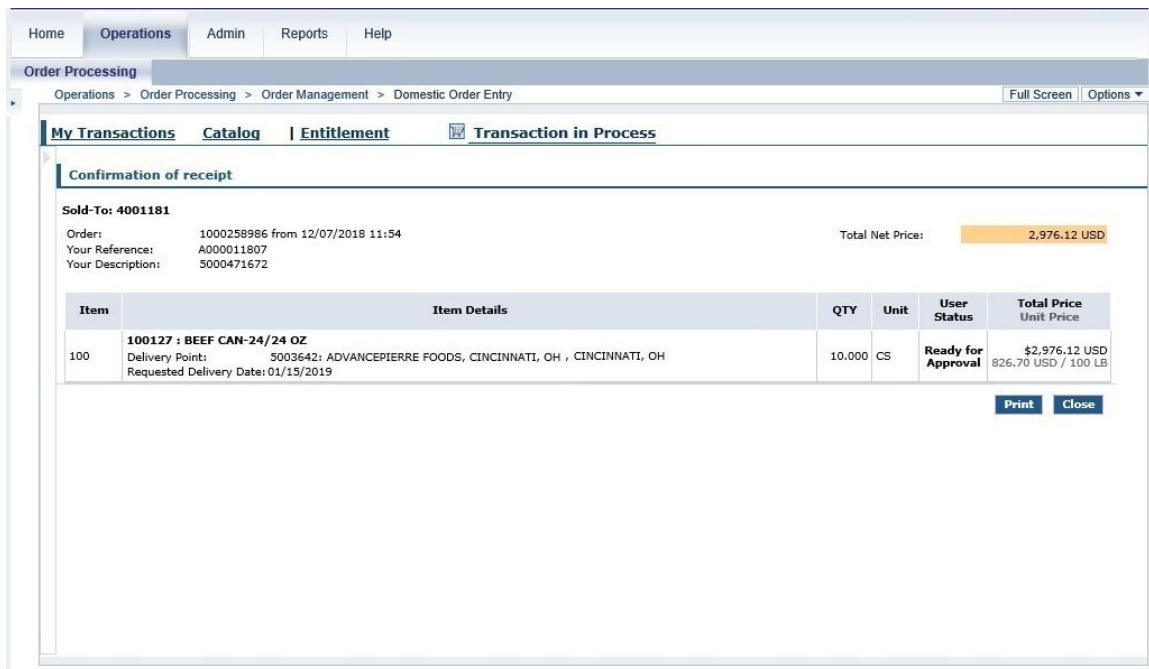 Home Operations Admin Reports Help
Order Processing
Operations > Order Processing > Order Management > Domestic Order Entry Full Screen Options
My Transactions Catalog | Entitlement Transaction in Process
Confirmation of receipt
Sold-To: 4001181
Order: 1000258986 from 12/07/2018 11:54 Total Net Price: 2,976.12 USD
Your Reference: A000011807
Your Description: 5000471672
Item Item Details QTY Unit User Status Total Price Unit Price
100127 : BEEF CAN-24/24 OZ
100 Delivery Point: 5003642: ADVANCEPIERRE FOODS, CINCINNATI, OH , CINCINNATI, OH 10.000 CS Ready for Approval $2,976.12 USD
Requested Delivery Date: 01/15/2019 826.70 USD / 100 LB
Print Close